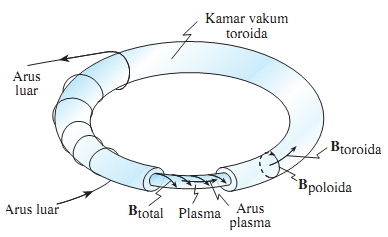 Kamar vakum
toroida
Arus
luar
Btoroida
Bpoloida
Arus luar
Btotal
Plasma
Arus
plasma